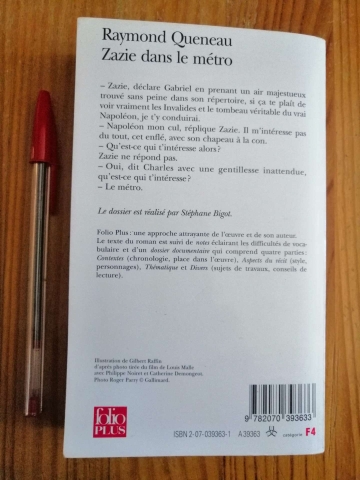 Raymond Queneau
Zazie dans le métro
– Zazie, déclare Gabriel en prenant un air majestueux
trouvé sans peine dans son répertoire, si ça te plaît de
voir vraiment les Invalides et le tombeau véritable du vrai
Napoléon, je t'y conduirai.
– Napoléon mon cul, réplique Zazie. Il m'intéresse pas
du tout, cet enflé, avec son chapeau à la con.
– Qu'est-ce qui t'intéresse alors?
Zazie ne répond pas.
– Oui, dit Charles avec une gentillesse inattendue,
qu'est-ce qui t'intéresse?
– Le métro.
Le dossier est réalisé par Stéphane Bigot.
Folio Plus : une approche attrayante de l'œuvre et de son auteur.
Le texte du roman est suivi de notes éclairant les difficultés de voca-
bulaire et d'un dossier documentaire qui comprend quatre parties :
Contextes (chronologie, place dans l'œuvre), Aspects du récit (style,
personnages), Thématique et Divers (sujets de travaux, conseils de
lecture).
Illustration de Gilbert Raffin
d'après photo tirée du film de Louis Malle
avec Philippe Noiret et Catherine Demongeot.
Photo Roger Parry © Gallimard.
folio
PLUS
9 782070 393633
ISBN 2-07-039363-1 A 39363 catégorie F4